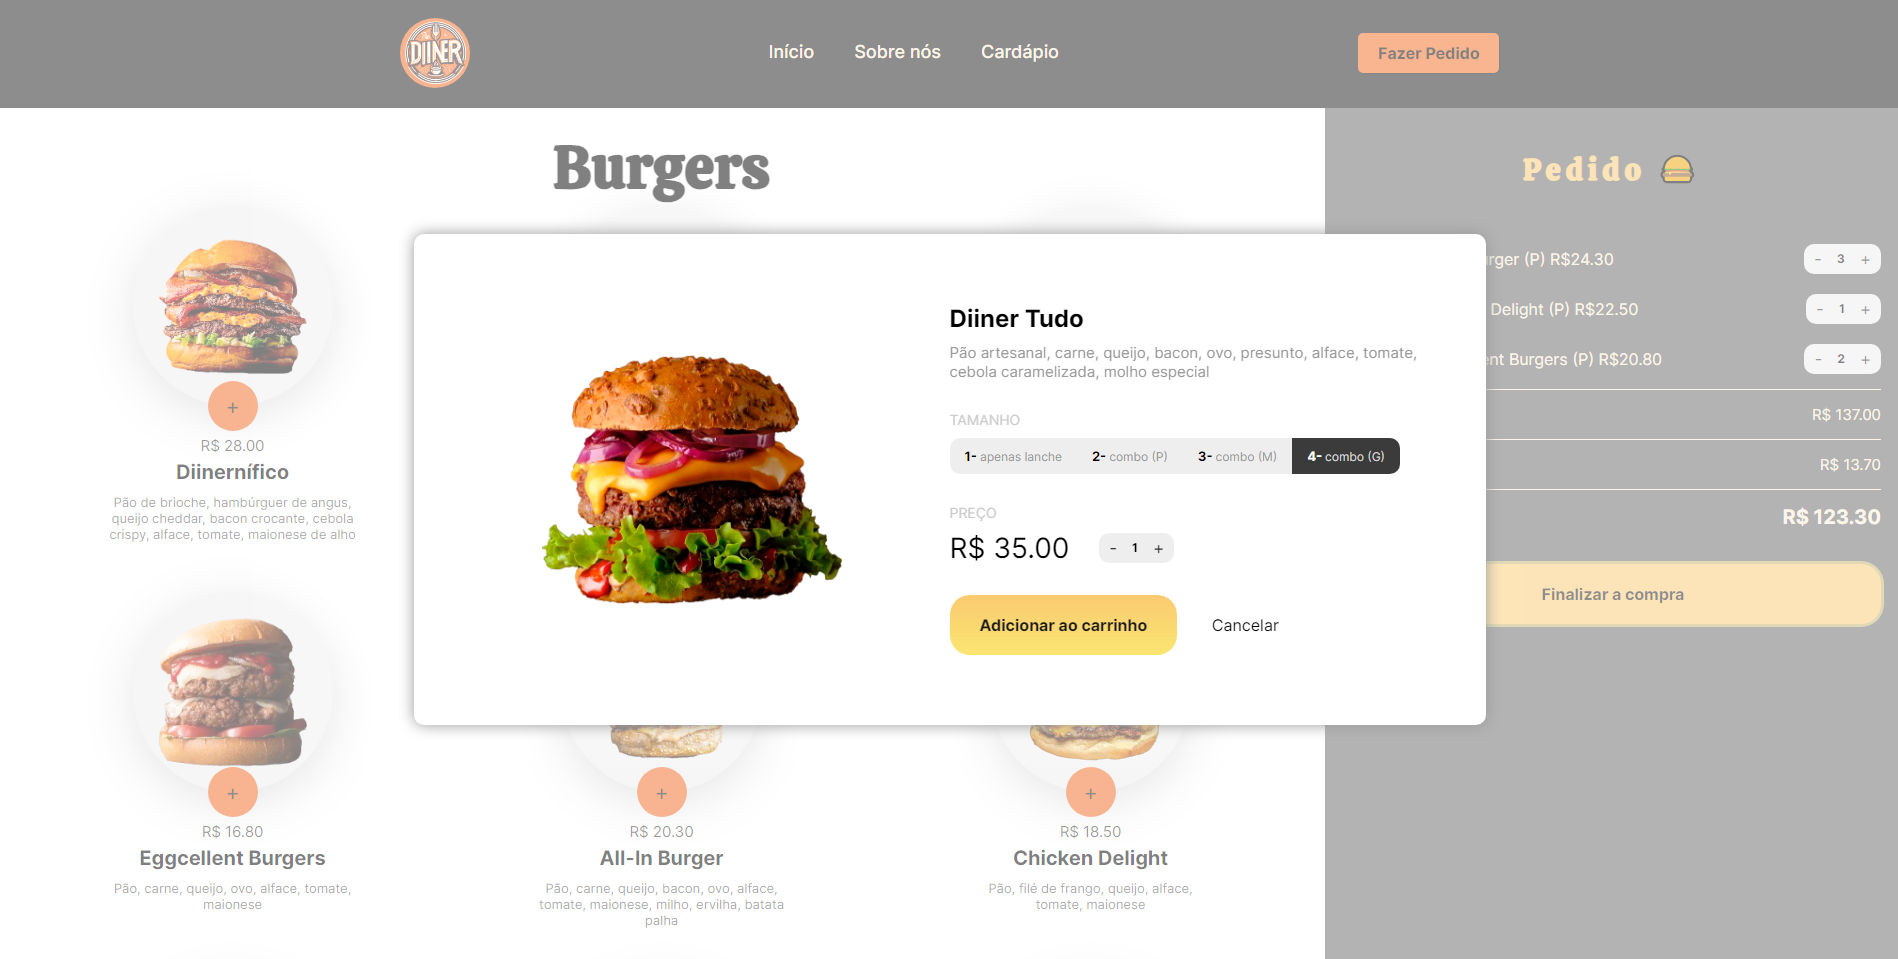 DIINER
Início
Sobre nós
Cardápio
Fazer Pedido
Burgers
Pedido
(P) R$24.30
- 3 +
Delight (P) R$22.50
- 1 +
Burgers (P) R$20.80
- 2 +
R$ 137.00
R$ 13.70
R$ 123.30
Finalizar a compra
Diiner Tudo
Pão artesanal, carne, queijo, bacon, ovo, presunto, alface, tomate,
cebola caramelizada, molho especial
TAMANHO
1- apenas lanche
2- combo (P)
3- combo (M)
4- combo (G)
PREÇO
R$ 35.00
- 1 +
Adicionar ao carrinho
Cancelar
+
R$ 28.00
Diinernífico
Pão de brioche, hambúrguer de angus,
queijo cheddar, bacon crocante, cebola
crispy, alface, tomate, maionese de alho
+
R$ 16.80
Eggcellent Burgers
Pão, carne, queijo, ovo, alface, tomate,
maionese
+
R$ 20.30
All-In Burger
Pão, carne, queijo, bacon, ovo, alface,
tomate, maionese, milho, ervilha, batata
palha
+
R$ 18.50
Chicken Delight
Pão, filé de frango, queijo, alface,
tomate, maionese